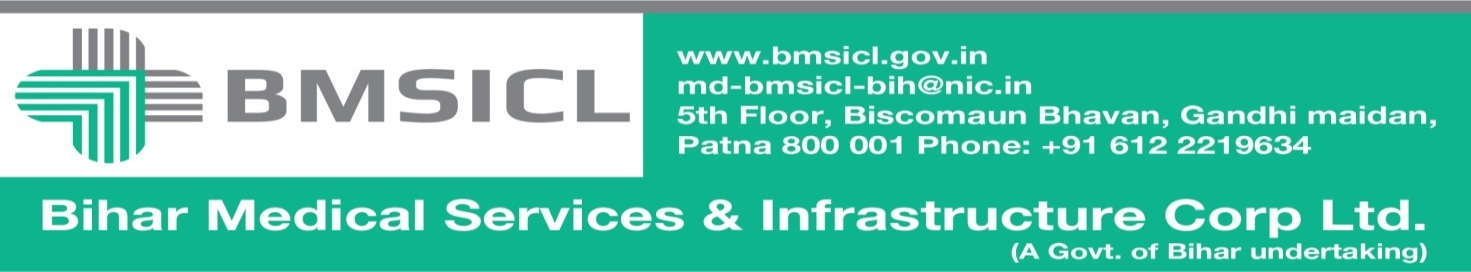 BMSICL
www.bmsicl.gov.in
md-bmsicl-bih@nic.in
5th Floor, Biscomaun Bhavan, Gandhi maidan,
Patna 800 001 Phone: +91 612 2219634
Bihar Medical Services & Infrastructure Corp Ltd.
(A Govt. of Bihar undertaking)